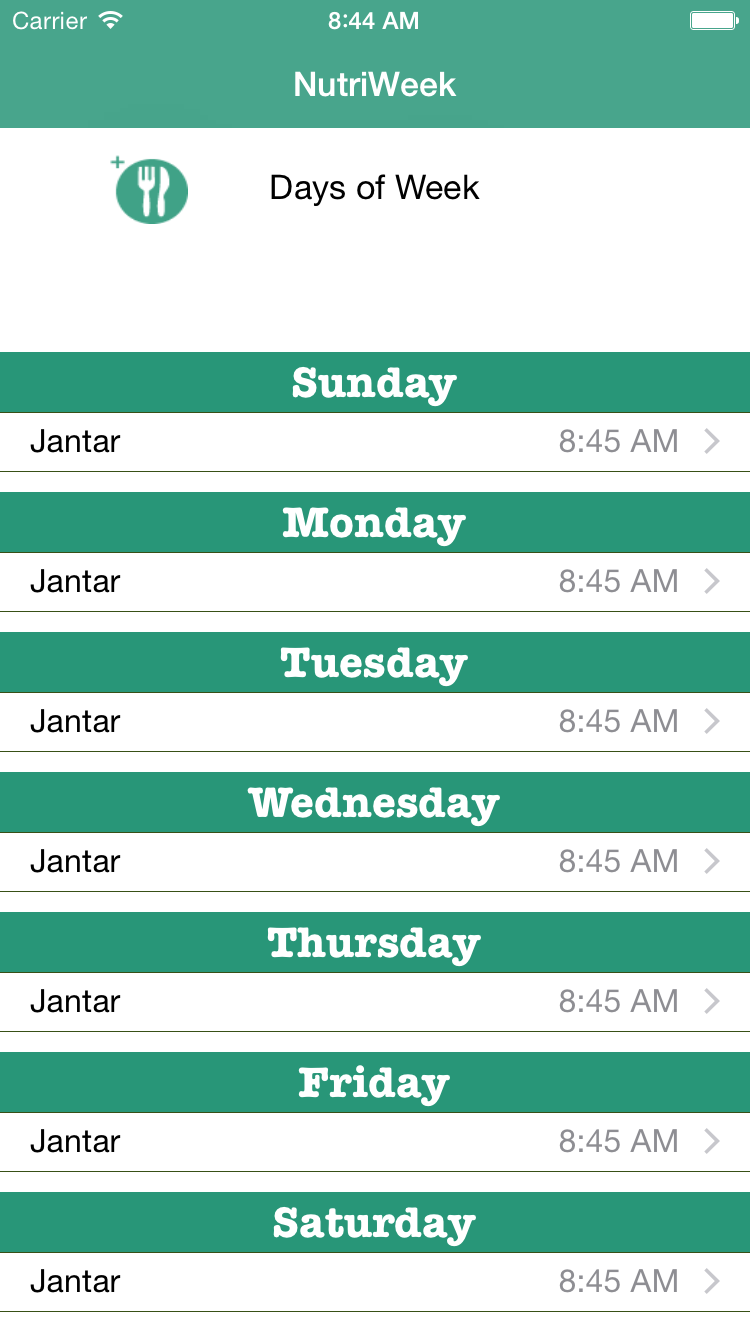 Carrier 8:44 AM
NutriWeek
Days of Week
Sunday
Jantar 8:45 AM
Monday
Jantar 8:45 AM
Tuesday
Jantar 8:45 AM
Wednesday
Jantar 8:45 AM
Thursday
Jantar 8:45 AM
Friday
Jantar 8:45 AM
Saturday
Jantar 8:45 AM